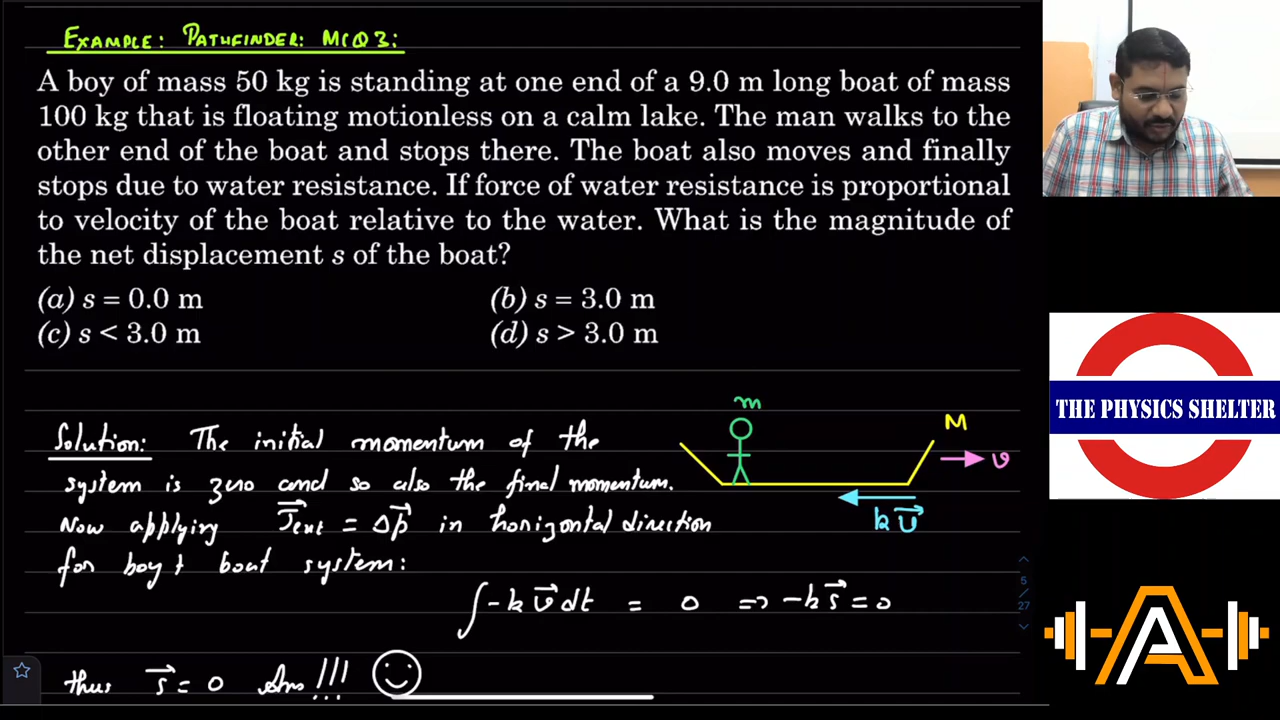 EXAMPLE: PATHFINDER: MCQ3:
A boy of mass 50 kg is standing at one end of a 9.0 m long boat of mass
100 kg that is floating motionless on a calm lake. The man walks to the
other end of the boat and stops there. The boat also moves and finally
stops due to water resistance. If force of water resistance is proportional
to velocity of the boat relative to the water. What is the magnitude of
the net displacement s of the boat?
(a) s = 0.0 m (b) s = 3.0 m
(c) s < 3.0 m (d) s > 3.0 m
Solution: The initial momentum of the
system is zero and so also the final momentum.
Now applying J⃗ext = Δp⃗ in horizontal direction
for boy + boat system:
∫-k v⃗ dt = 0 => -k s⃗ = 0
thus s⃗ = 0 Ans!!!
m
M
v
k v⃗
THE PHYSICS SHELTER
5
27
A